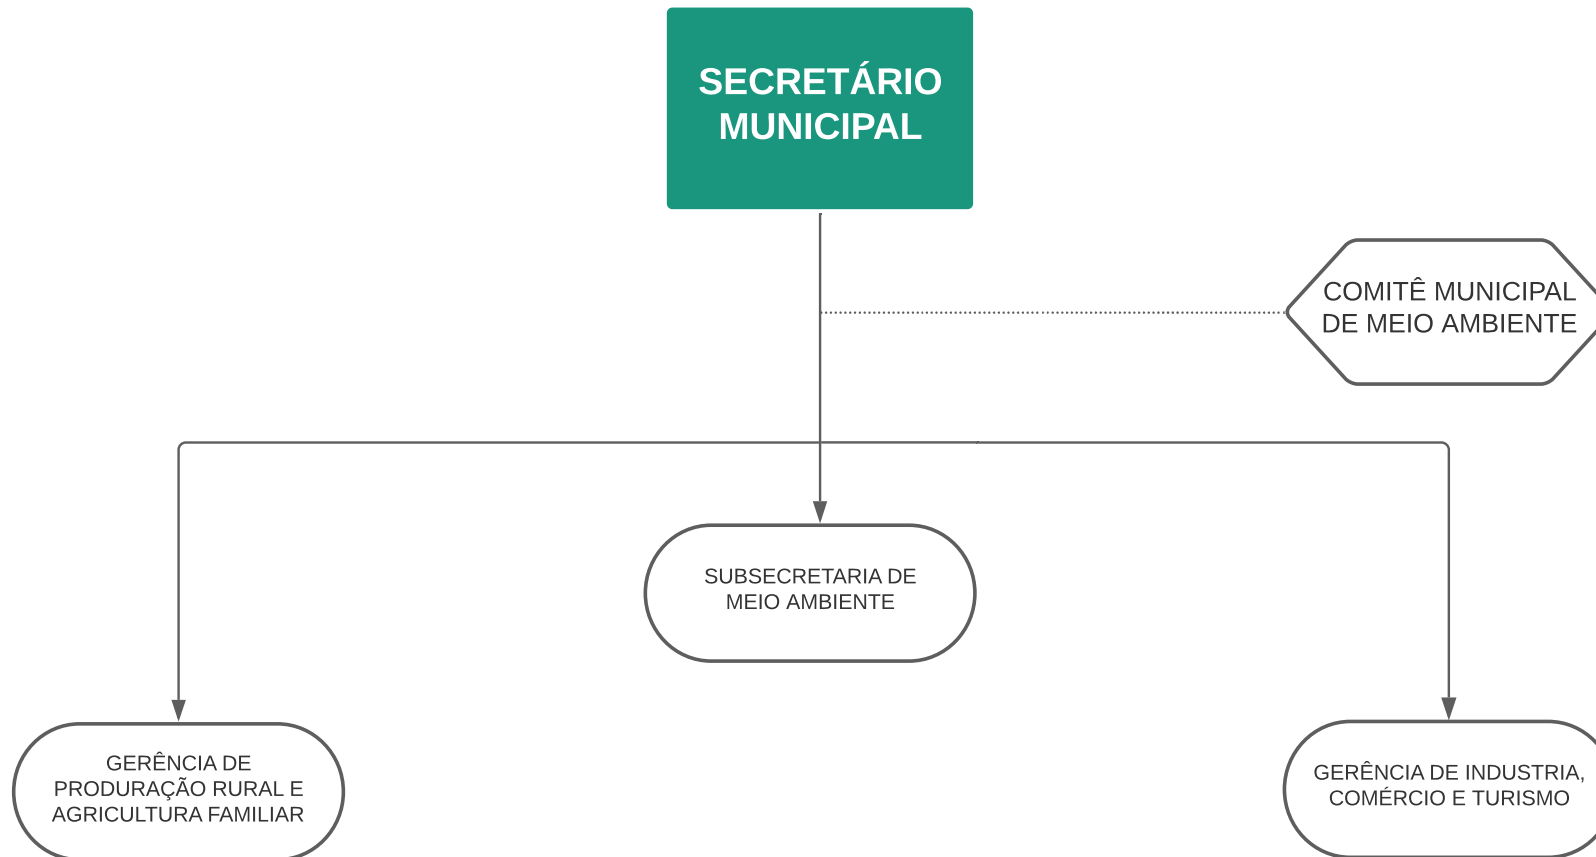 SECRETÁRIO
MUNICIPAL
COMITÊ MUNICIPAL
DE MEIO AMBIENTE
SUBSECRETARIA DE
MEIO AMBIENTE
GERÊNCIA DE
PRODURAÇÃO RURAL E
AGRICULTURA FAMILIAR
GERÊNCIA DE INDUSTRIA,
COMÉRCIO E TURISMO